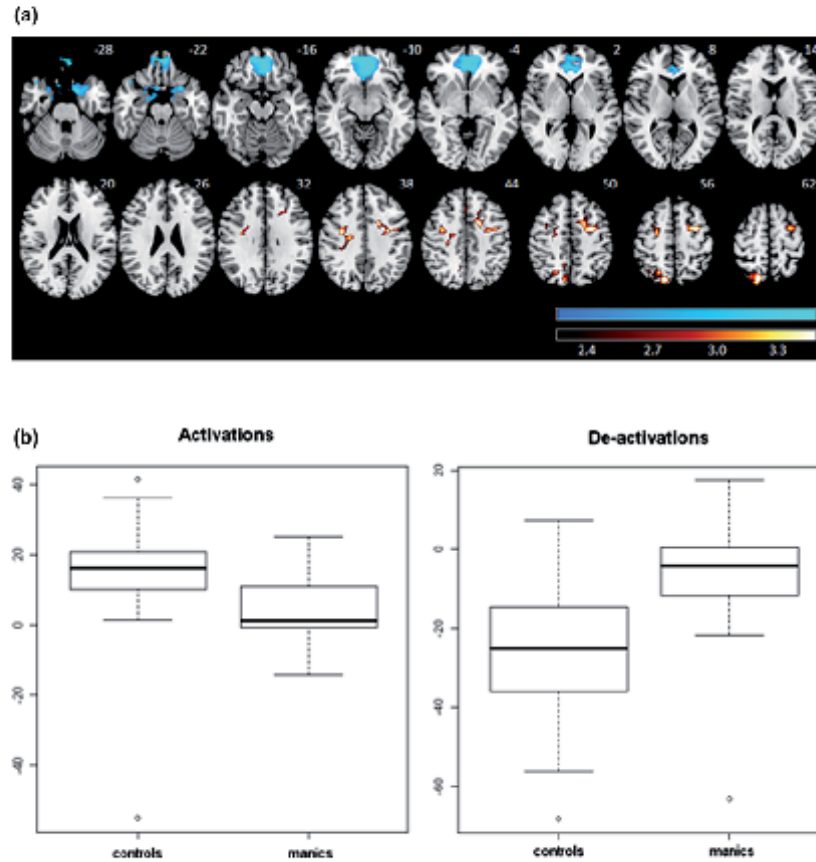 (a)
-28 -22 -16 -10 -4 2 8 14
20 26 32 38 44 50 56 62
2.4 2.7 3.0 3.3
(b)
Activations
40
20
0
-20
-40
controls manics
De-activations
20
0
-20
-40
-60
controls manics